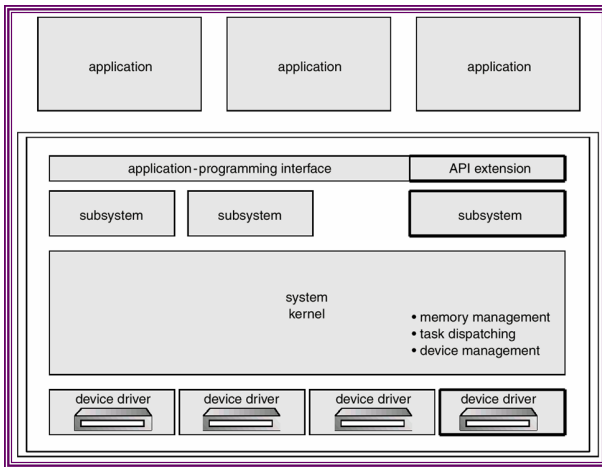 application
application
application
application-programming interface
API extension
subsystem
subsystem
subsystem
system
kernel
• memory management
• task dispatching
• device management
device driver
device driver
device driver
device driver